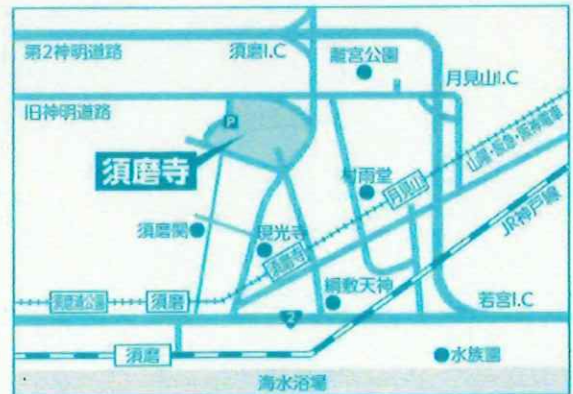 第2神明道路
須磨I.C
離宮公園
月見山I.C
旧神明道路
P
須磨寺
村雨堂
月見山
山陽・阪急・阪神電車
JR神戸線
須磨関
現光寺
須磨寺
綱敷天神
須磨浦公園
須磨
2
若宮I.C
須磨
水族園
海水浴場